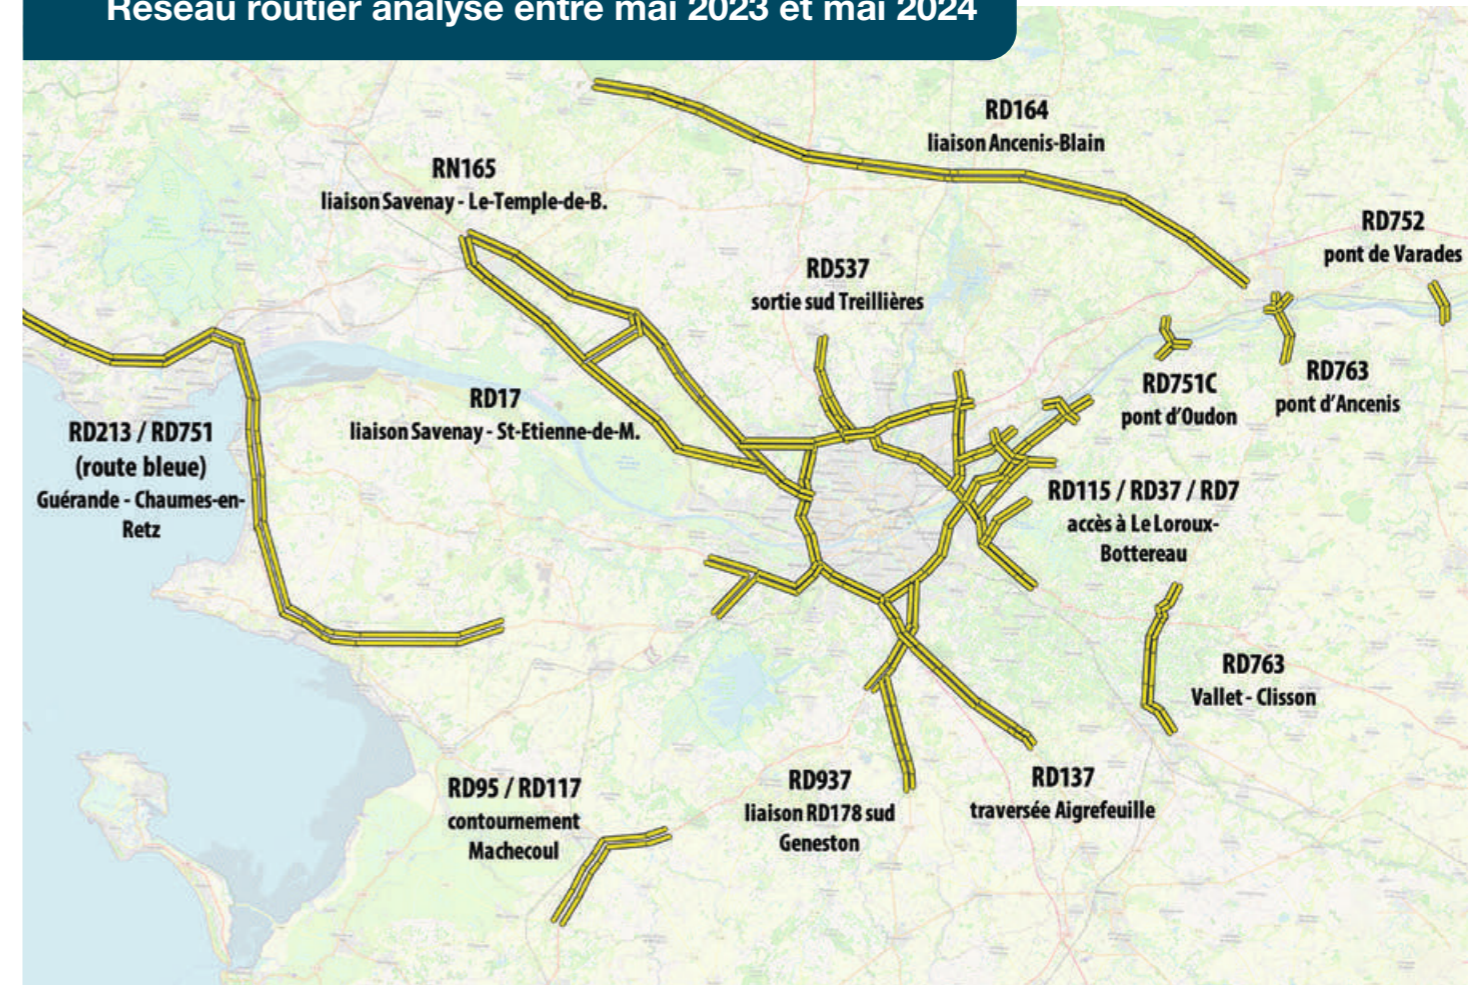 Réseau routier analysé entre mai 2023 et mai 2024
RD164
liaison Ancenis-Blain
RN165
liaison Savenay - Le-Temple-de-B.
RD752
pont de Varades
RD537
sortie sud Treillières
RD763
pont d'Ancenis
RD751C
pont d'Oudon
RD17
liaison Savenay - St-Etienne-de-M.
RD213 / RD751
(route bleue)
Guérande - Chaumes-en-
Retz
RD115 / RD37 / RD7
accès à Le Loroux-
Bottereau
RD763
Vallet - Clisson
RD95 / RD117
contournement
Machecoul
RD937
liaison RD178 sud
Geneston
RD137
traversée Aigrefeuille